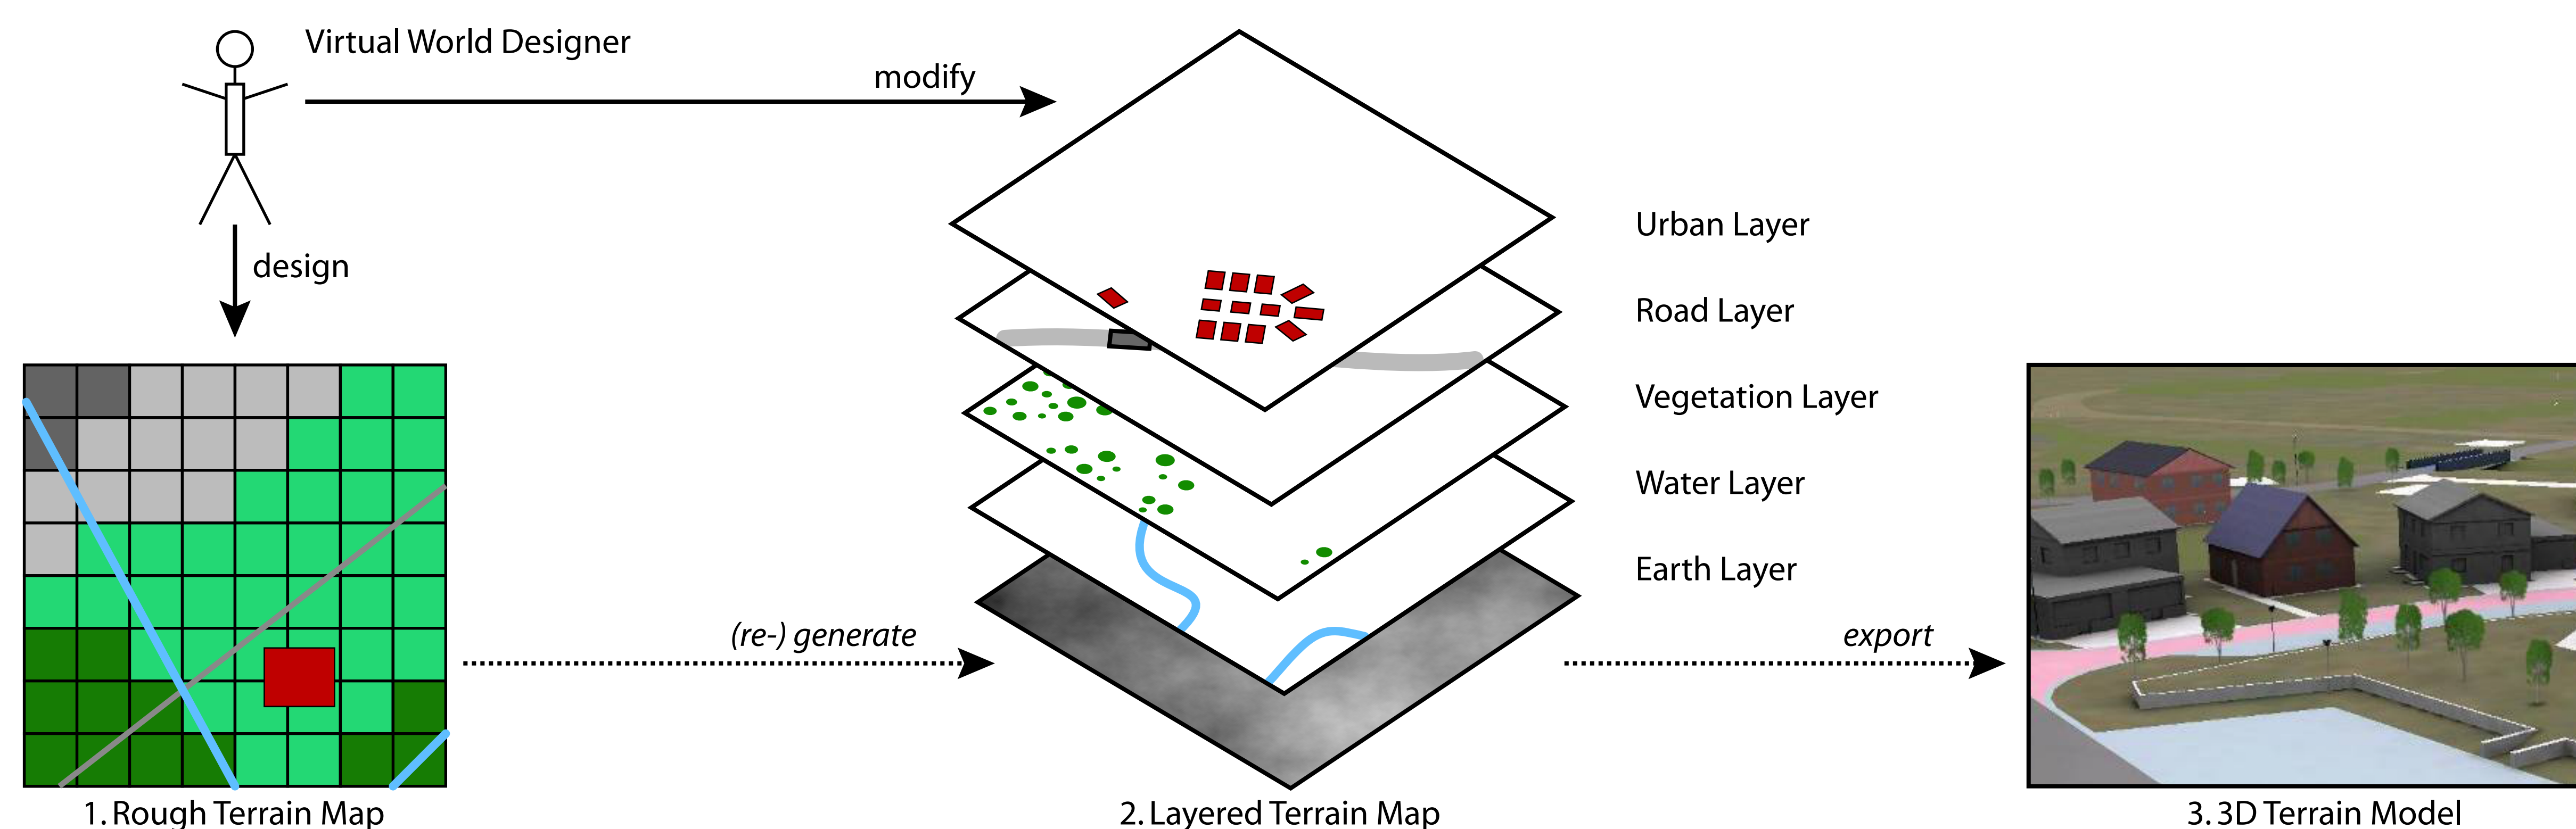 Virtual World Designer
modify
design
Urban Layer
Road Layer
Vegetation Layer
Water Layer
Earth Layer
(re-) generate
export
1. Rough Terrain Map
2. Layered Terrain Map
3. 3D Terrain Model